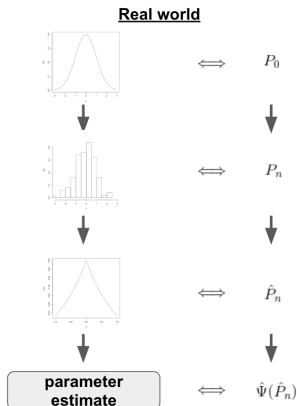 Real world
⟺ P₀
⟺ Pₙ
⟺ P̂ₙ
parameter
estimate
⟺ Ψ̂(P̂ₙ)